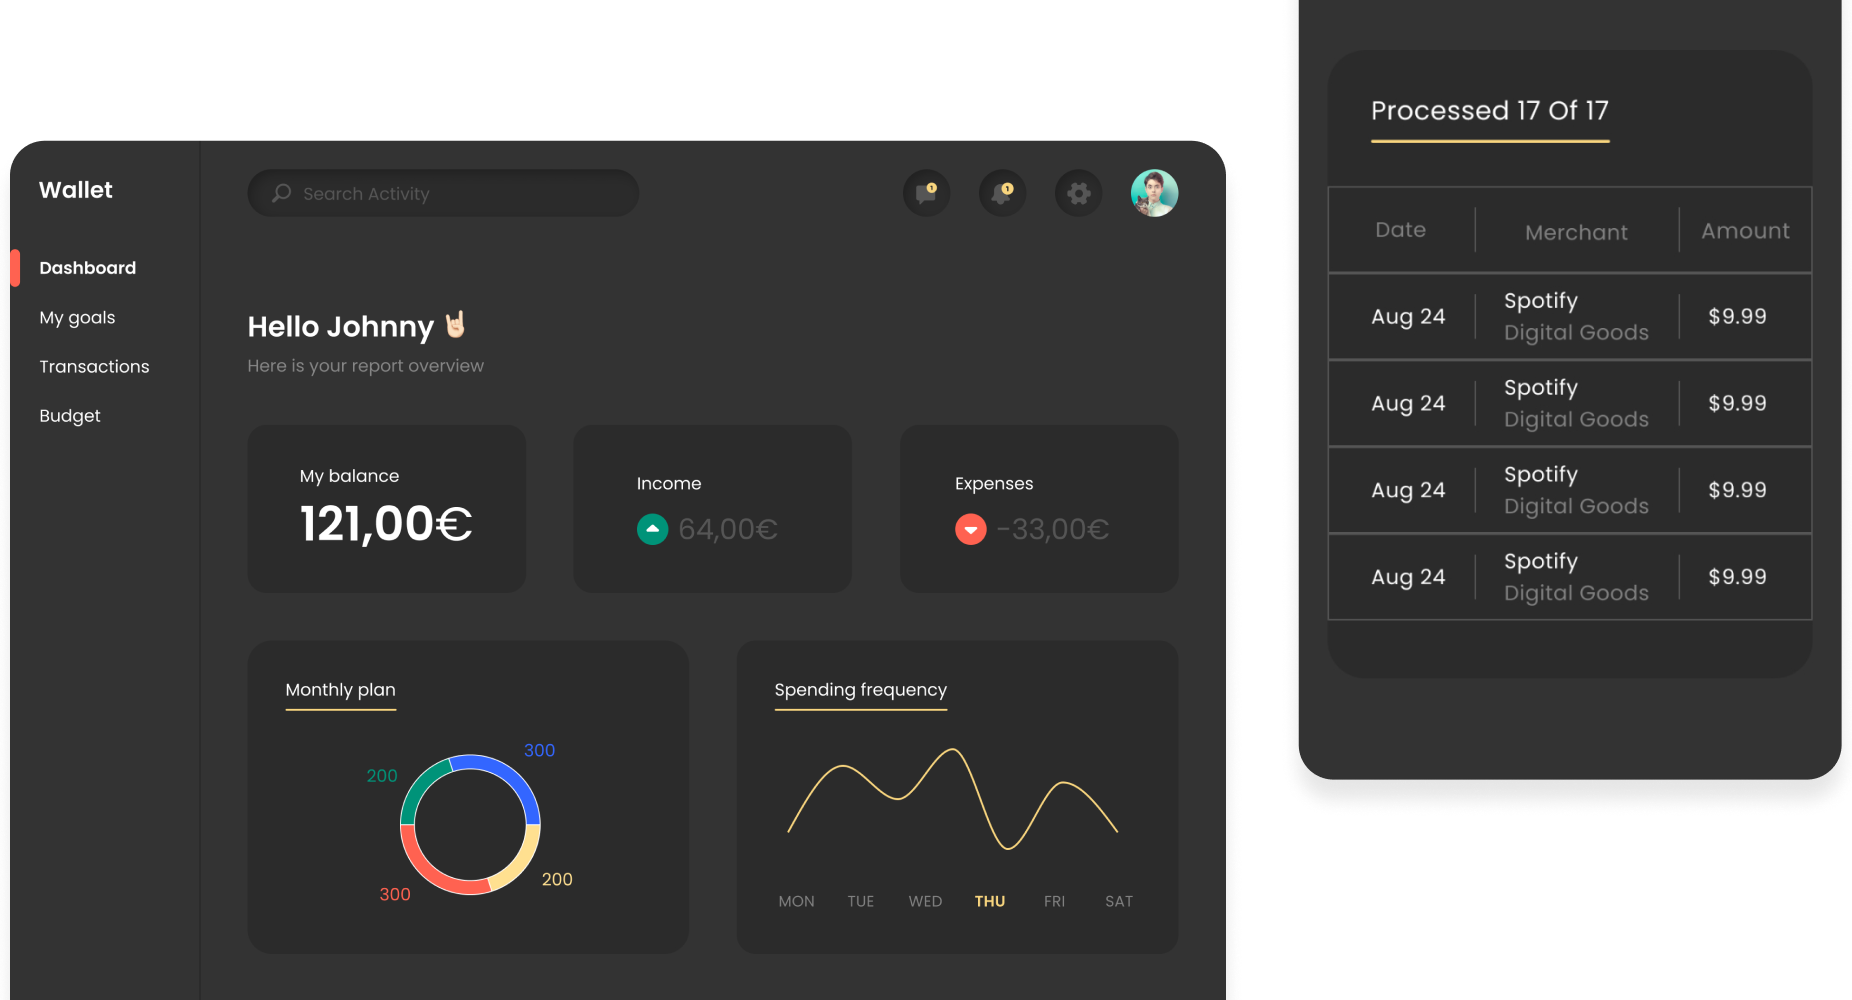 Wallet
Search Activity
1
1
Dashboard
My goals
Transactions
Budget
Hello Johnny 🤘🏻
Here is your report overview
My balance
121,00€
Income
64,00€
Expenses
-33,00€
Monthly plan
300
200
300
200
Spending frequency
MON TUE WED THU FRI SAT
Processed 17 Of 17
Date Merchant Amount
Aug 24 Spotify $9.99
Digital Goods
Aug 24 Spotify $9.99
Digital Goods
Aug 24 Spotify $9.99
Digital Goods
Aug 24 Spotify $9.99
Digital Goods